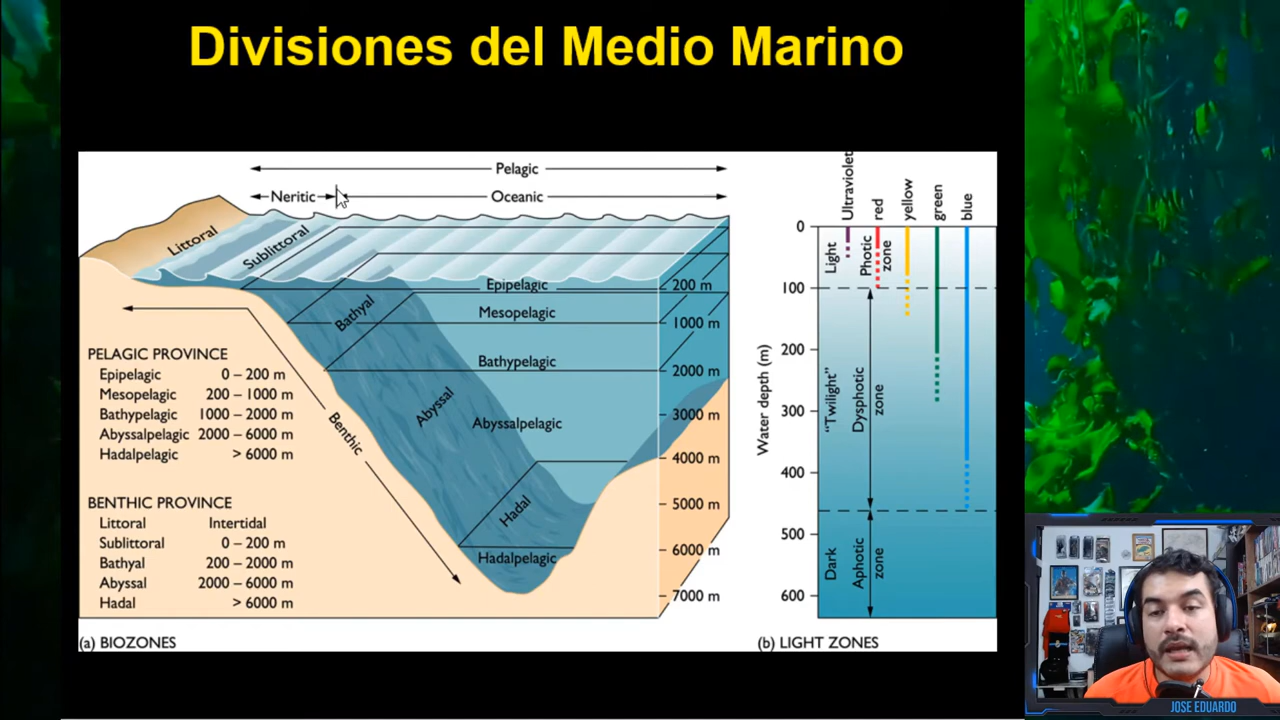 Divisiones del Medio Marino
Pelagic
Neritic
Oceanic
Littoral
Sublittoral
Epipelagic
200 m
Bathyal
Mesopelagic
1000 m
Bathypelagic
2000 m
Abyssal
Abyssalpelagic
3000 m
4000 m
Hadal
5000 m
Hadalpelagic
6000 m
7000 m
Benthic
PELAGIC PROVINCE
Epipelagic 0 – 200 m
Mesopelagic 200 – 1000 m
Bathypelagic 1000 – 2000 m
Abyssalpelagic 2000 – 6000 m
Hadalpelagic > 6000 m
BENTHIC PROVINCE
Littoral Intertidal
Sublittoral 0 – 200 m
Bathyal 200 – 2000 m
Abyssal 2000 – 6000 m
Hadal > 6000 m
(a) BIOZONES
Ultraviolet
red
yellow
green
blue
Water depth (m)
0
100
200
300
400
500
600
Light
Photic
zone
"Twilight"
Dysphotic
zone
Dark
Aphotic
zone
(b) LIGHT ZONES
JOSE EDUARDO